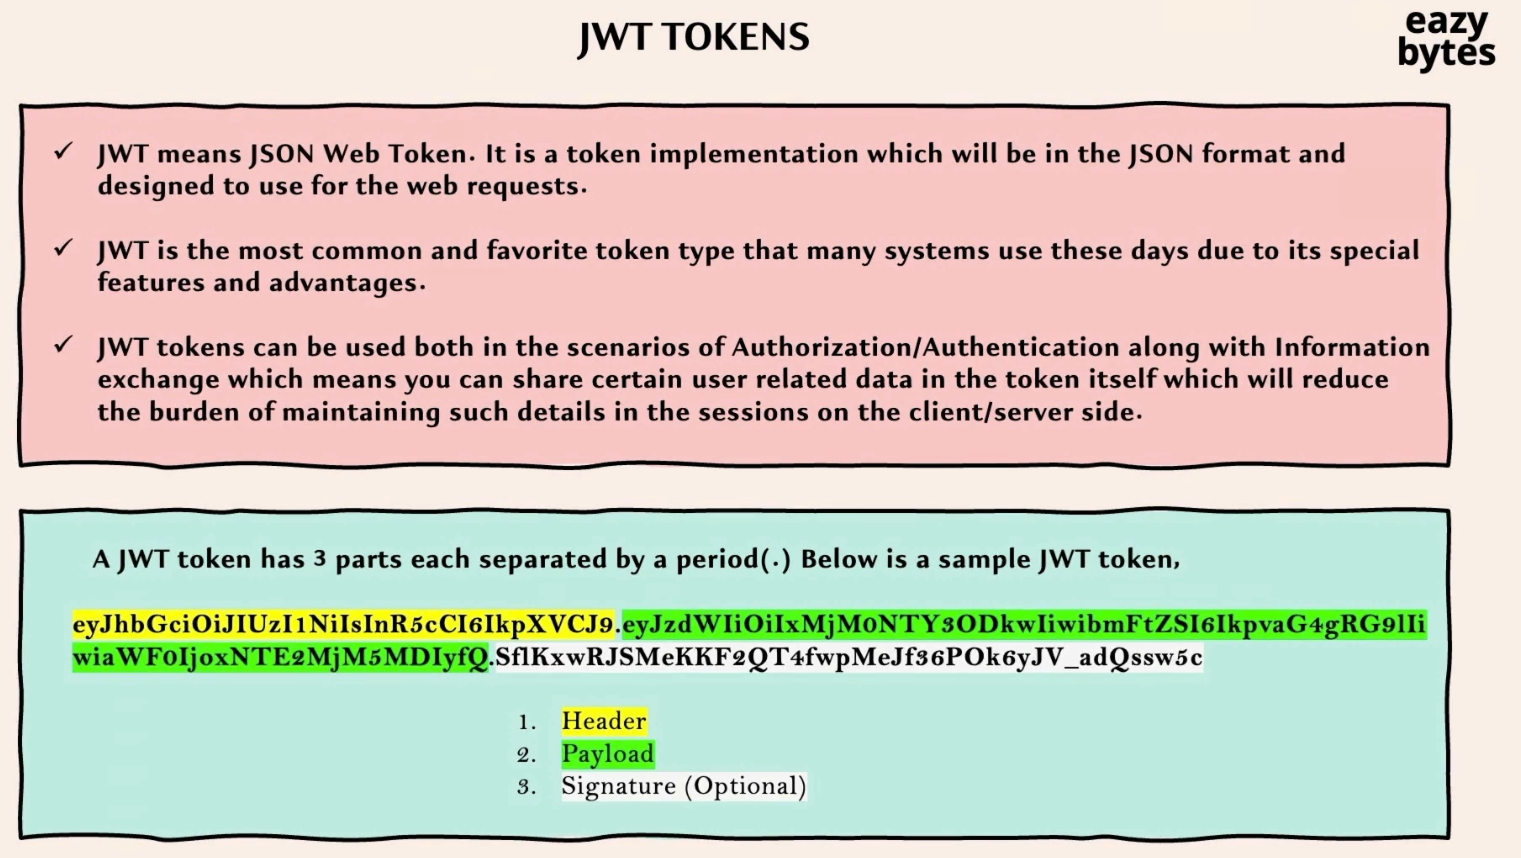 JWT TOKENS
eazy
bytes
✓ JWT means JSON Web Token. It is a token implementation which will be in the JSON format and
designed to use for the web requests.
✓ JWT is the most common and favorite token type that many systems use these days due to its special
features and advantages.
✓ JWT tokens can be used both in the scenarios of Authorization/Authentication along with Information
exchange which means you can share certain user related data in the token itself which will reduce
the burden of maintaining such details in the sessions on the client/server side.
A JWT token has 3 parts each separated by a period(.) Below is a sample JWT token,
eyJhbGciOiJIUzI1NiIsInR5cCI6IkpXVCJ9.eyJzdWIiOiIxMjM0NTY3ODkwIiwibmFtZSI6IkpvaG4gRG9lIi
wiaWF0IjoxNTE2MjM5MDIyfQ.SflKxwRJSMeKKF2QT4fwpMeJf36POk6yJV_adQssw5c
1. Header
2. Payload
3. Signature (Optional)